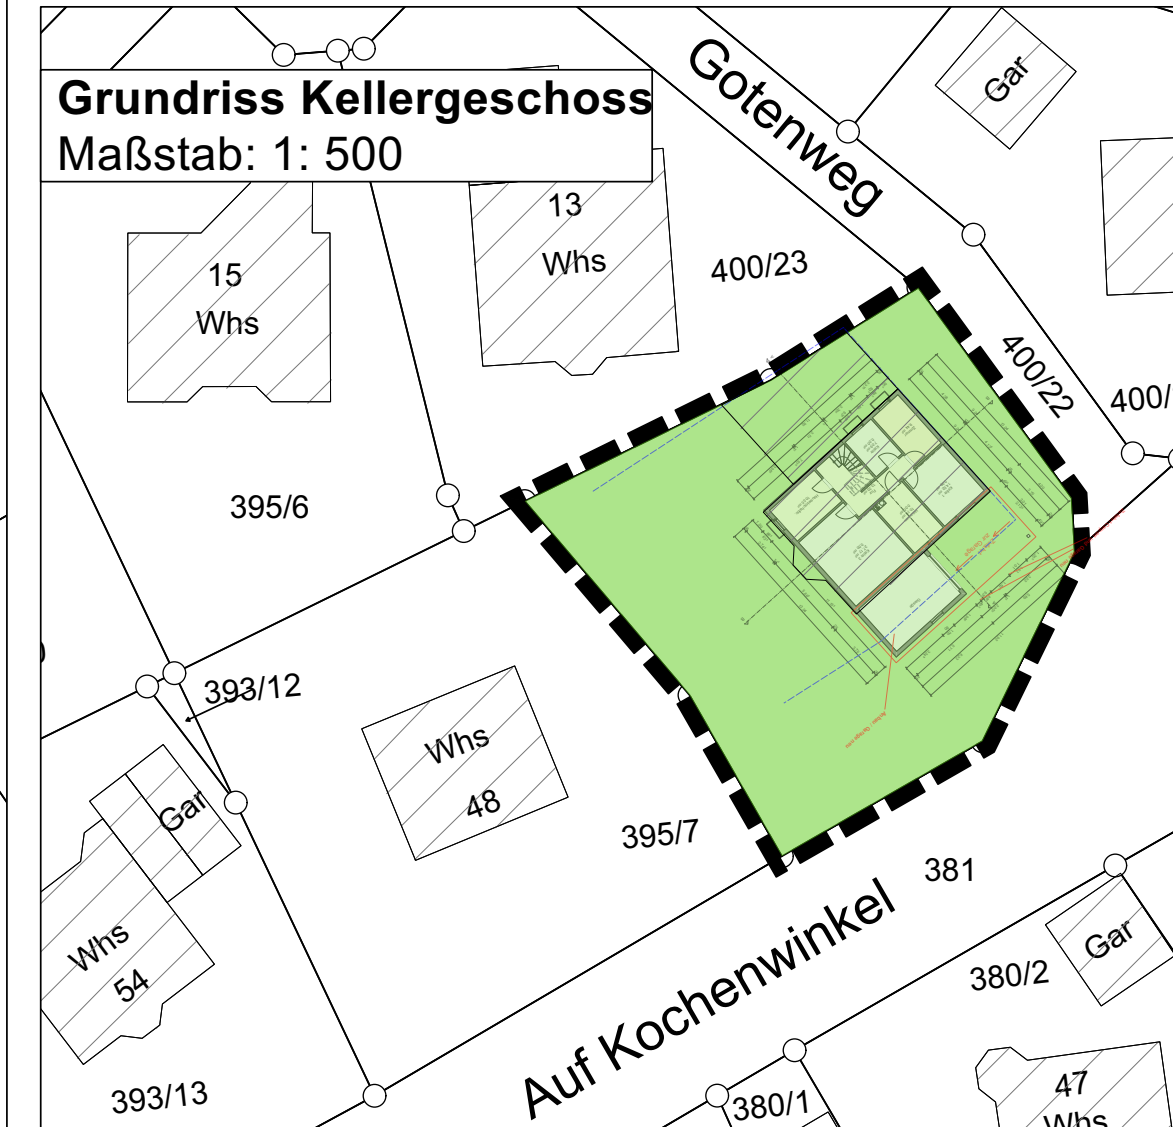 Grundriss Kellergeschoss
Maßstab: 1: 500
Gotenweg
Gar
13
Whs
400/23
15
Whs
400/22
400/
395/6
393/12
Whs
48
Gar
395/7
381
Whs
54
Auf Kochenwinkel
Gar
380/2
393/13
380/1
47
Whs